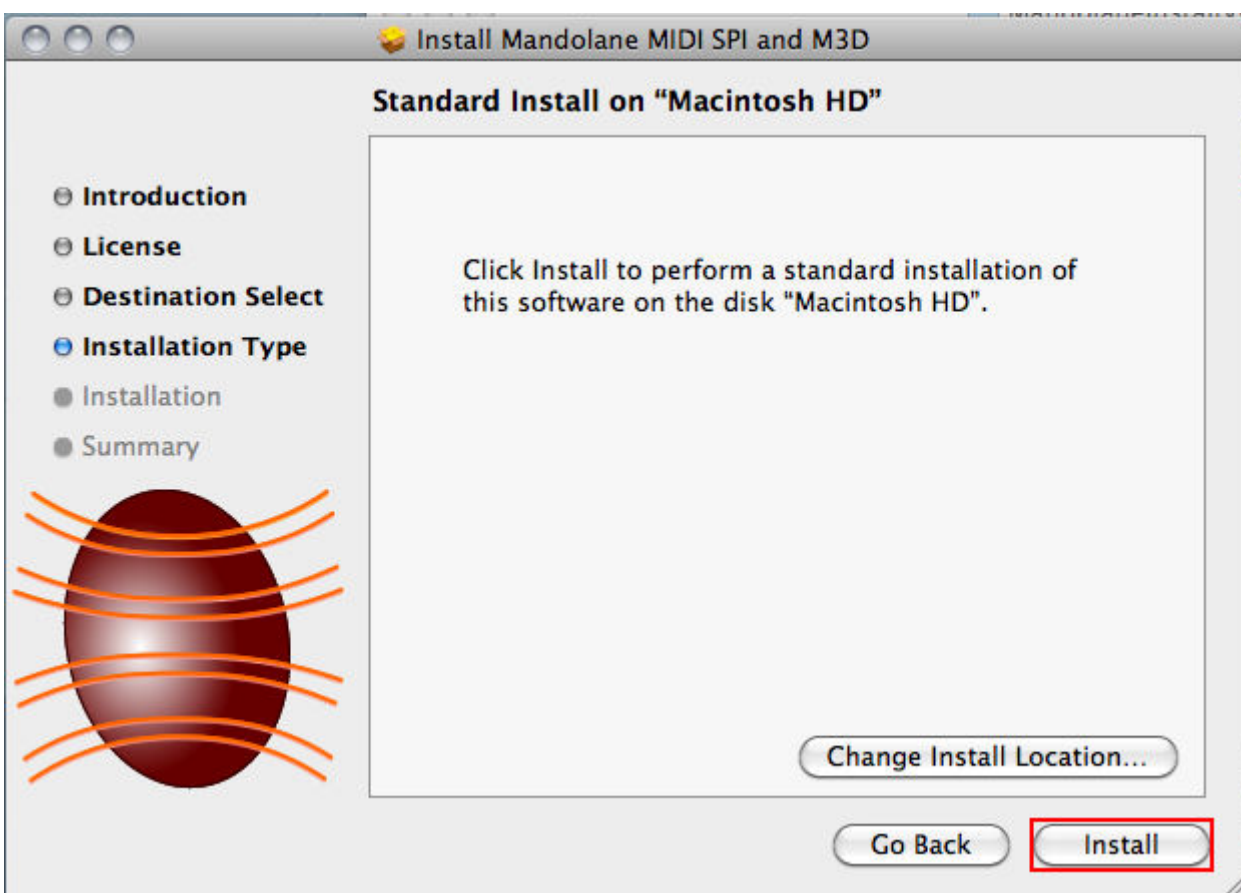 Install Mandolane MIDI SPI and M3D
Standard Install on “Macintosh HD”
Introduction
License
Destination Select
Installation Type
Installation
Summary
Click Install to perform a standard installation of
this software on the disk “Macintosh HD”.
Change Install Location...
Go Back
Install